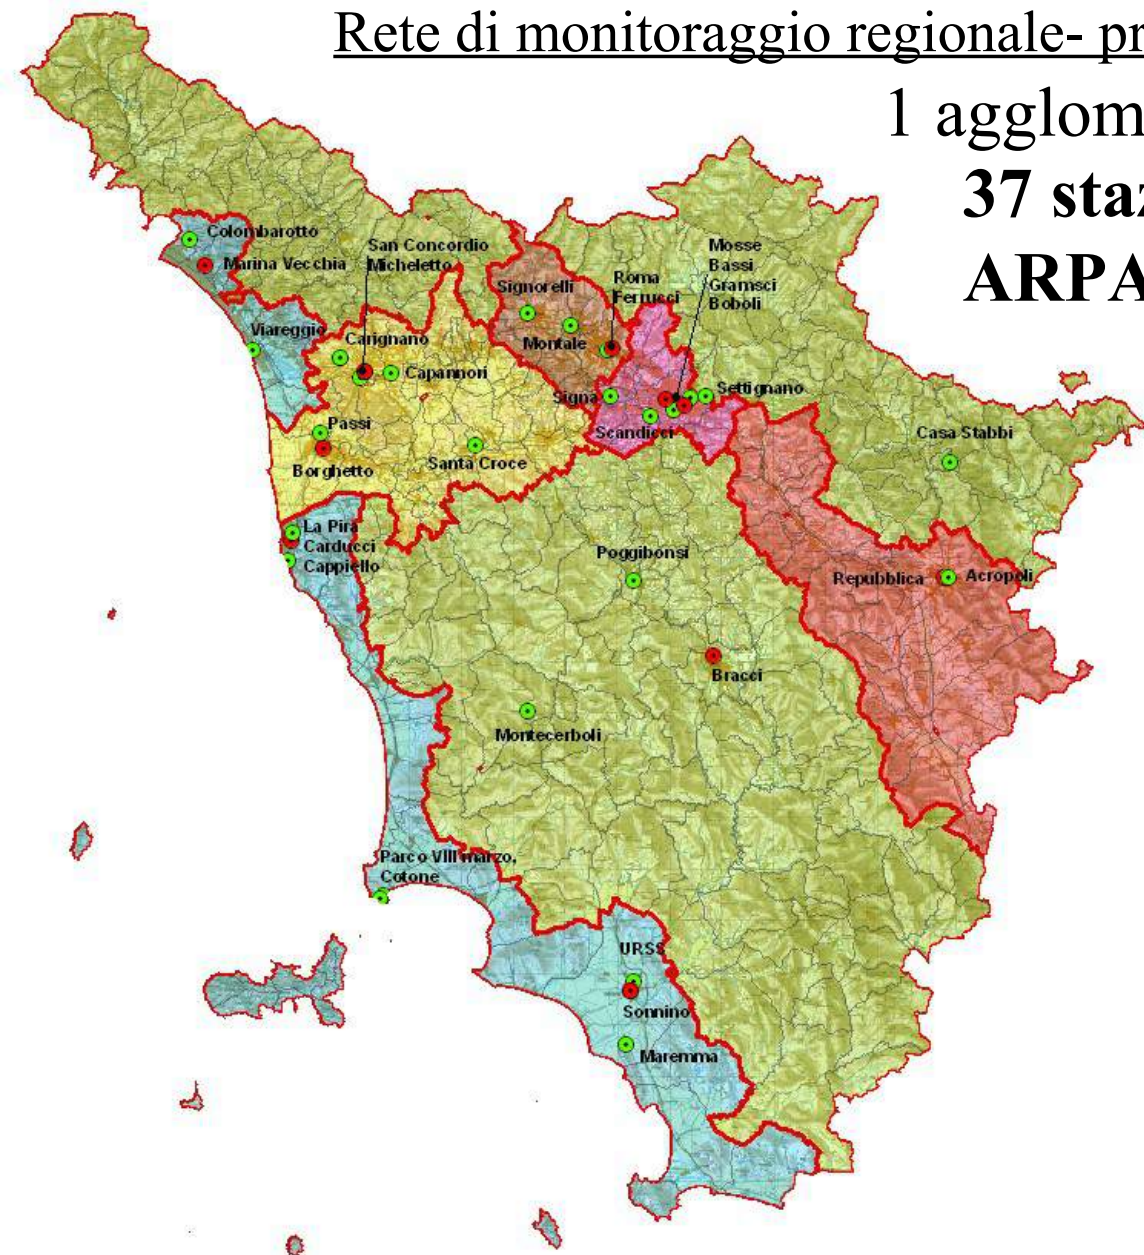 Rete di monitoraggio regionale- pr
1 agglom
37 staz
ARPA
Colombarotto
Marina Vecchia
San Concordio
Micheletto
Signorelli
Roma
Ferrucci
Mosse
Bassi
Gramsci
Boboli
Viareggio
Carignano
Montale
Capannori
Signa
Settignano
Passi
Scandicci
Casa Stabbi
Borghetto
Santa Croce
La Pira
Carducci
Cappiello
Poggibonsi
Repubblica
Acropoli
Bracci
Montecerboli
Parco VIII marzo,
Cotone
URSS
Sonnino
Maremma